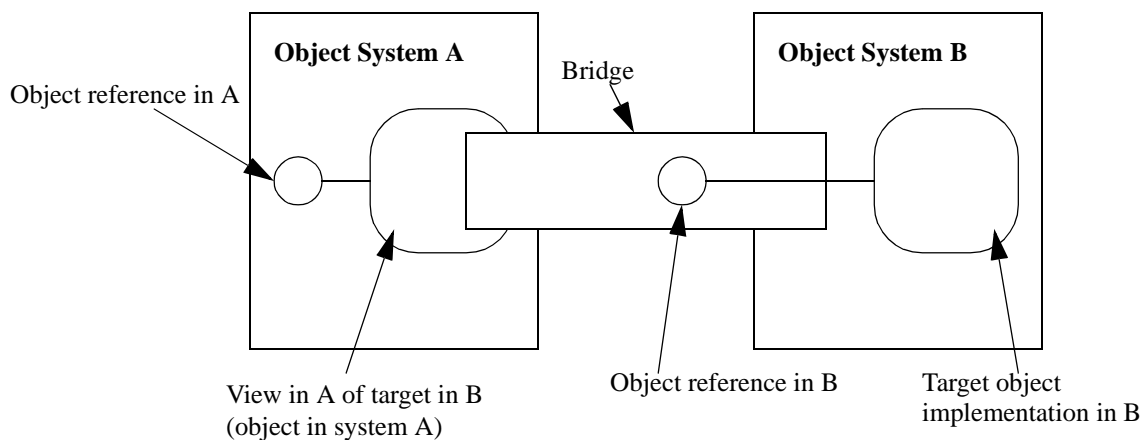 Object System A
Object System B
Bridge
Object reference in A
View in A of target in B
(object in system A)
Object reference in B
Target object
implementation in B